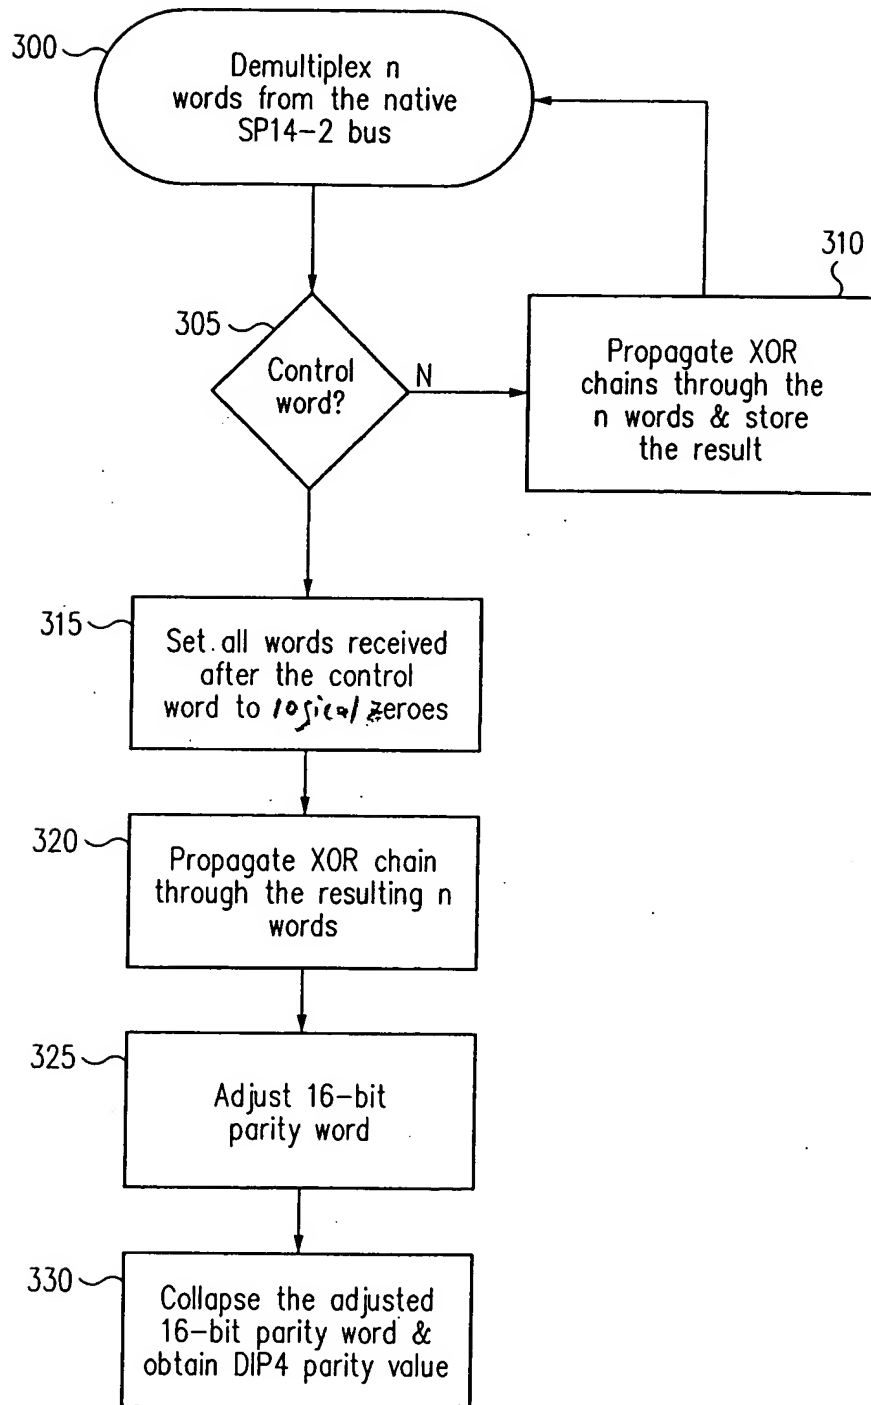 300
Demultiplex n
words from the native
SP14-2 bus
310
305
Control
word?
N
Propagate XOR
chains through the
n words & store
the result
315
Set all words received
after the control
word to logical zeroes
320
Propagate XOR chain
through the resulting n
words
325
Adjust 16-bit
parity word
330
Collapse the adjusted
16-bit parity word &
obtain DIP4 parity value